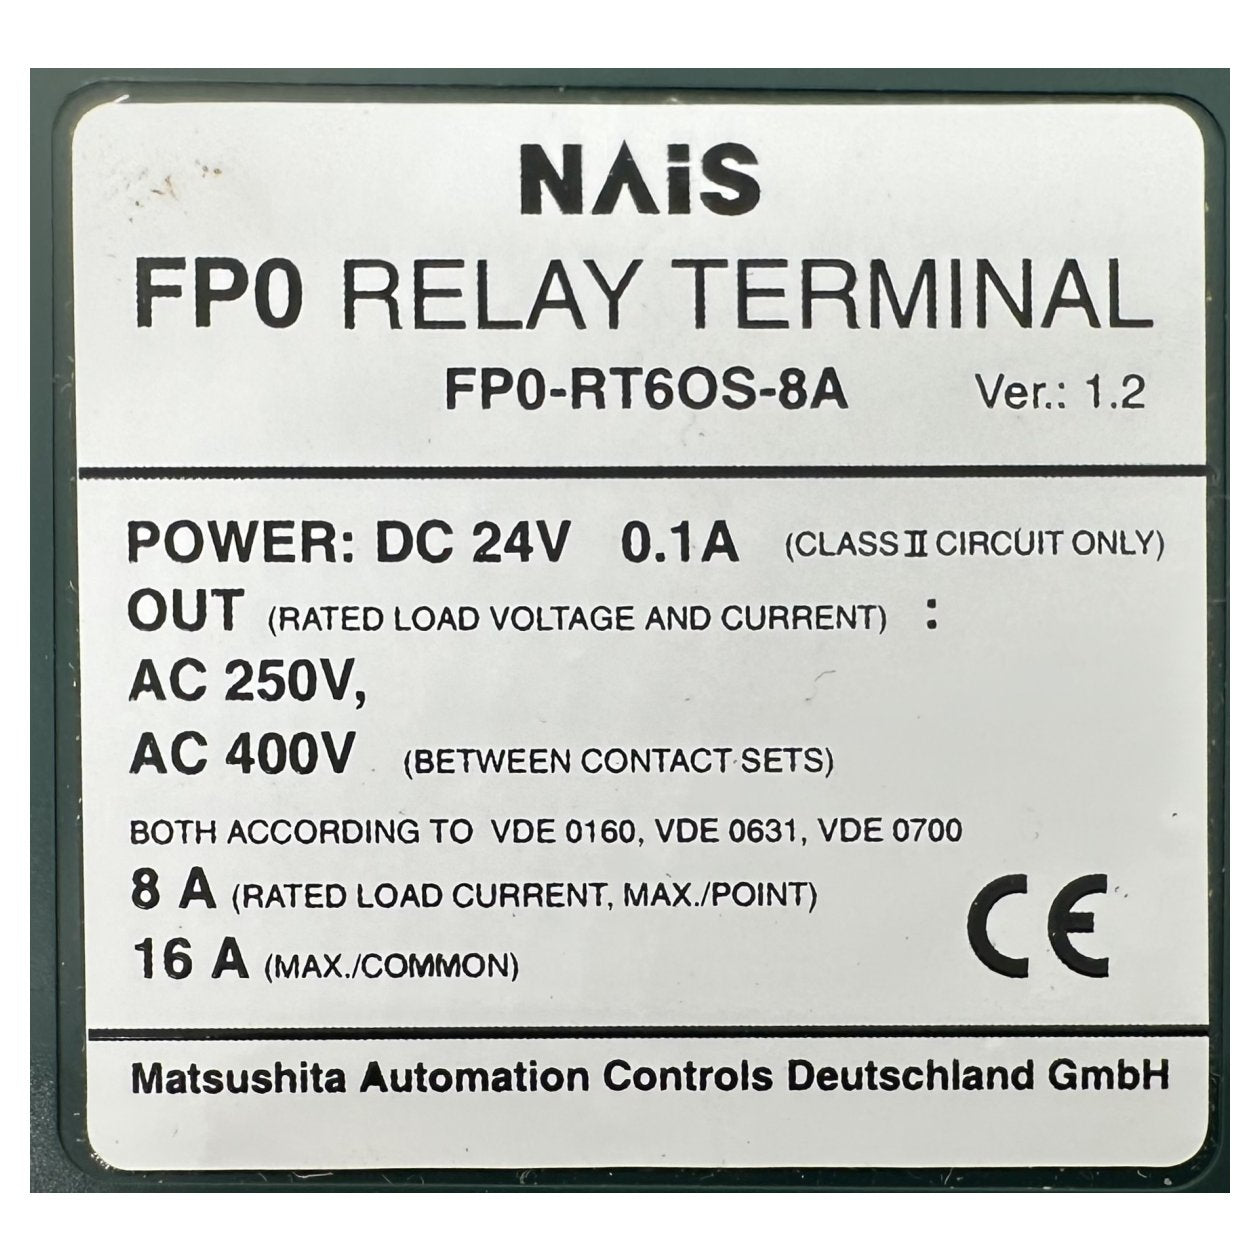 NAiS
FP0 RELAY TERMINAL
FP0-RT6OS-8A Ver.: 1.2
POWER: DC 24V 0.1A (CLASS II CIRCUIT ONLY)
OUT (RATED LOAD VOLTAGE AND CURRENT) :
AC 250V,
AC 400V (BETWEEN CONTACT SETS)
BOTH ACCORDING TO VDE 0160, VDE 0631, VDE 0700
8 A (RATED LOAD CURRENT, MAX./POINT)
16 A (MAX./COMMON)
CE
Matsushita Automation Controls Deutschland GmbH